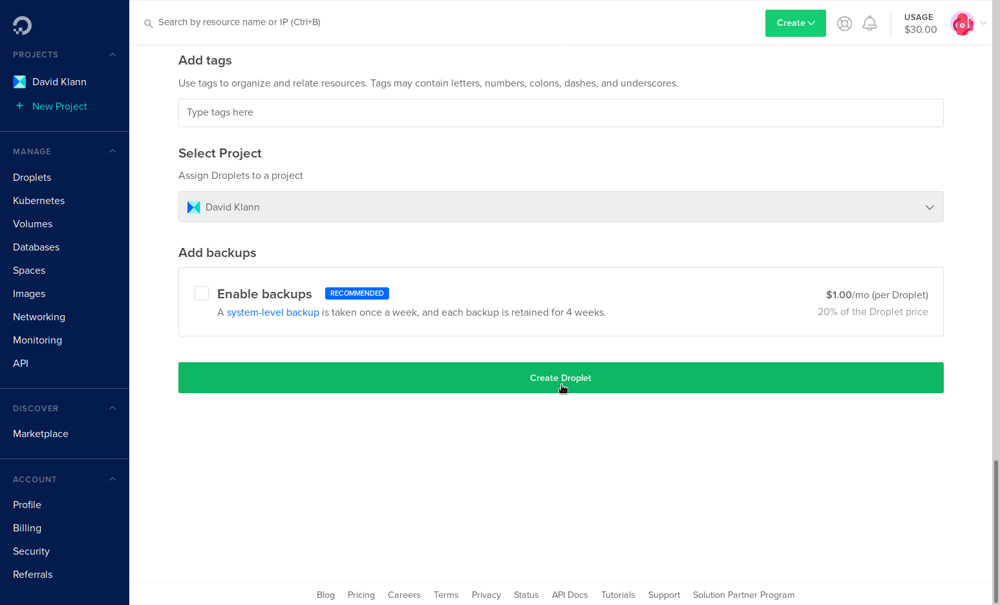 PROJECTS
David Klann
+ New Project
MANAGE
Droplets
Kubernetes
Volumes
Databases
Spaces
Images
Networking
Monitoring
API
DISCOVER
Marketplace
ACCOUNT
Profile
Billing
Security
Referrals
Search by resource name or IP (Ctrl+B)
Create
USAGE
$30.00
Add tags
Use tags to organize and relate resources. Tags may contain letters, numbers, colons, dashes, and underscores.
Type tags here
Select Project
Assign Droplets to a project
David Klann
Add backups
Enable backups RECOMMENDED
$1.00/mo (per Droplet)
A system-level backup is taken once a week, and each backup is retained for 4 weeks.
20% of the Droplet price
Create Droplet
Blog Pricing Careers Terms Privacy Status API Docs Tutorials Support Solution Partner Program